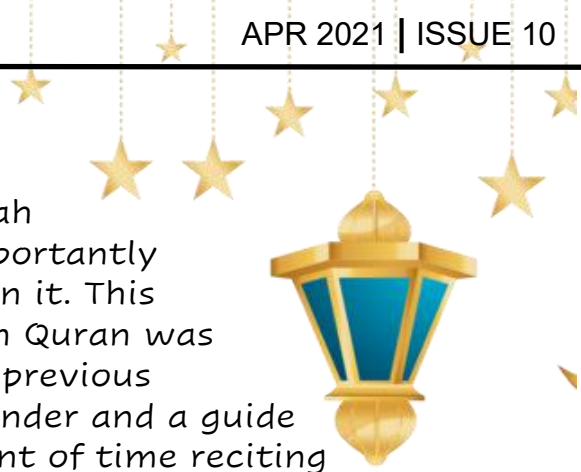 APR 2021 | ISSUE 10
ah
portantly
n it. This
n Quran was
previous
nder and a guide
nt of time reciting